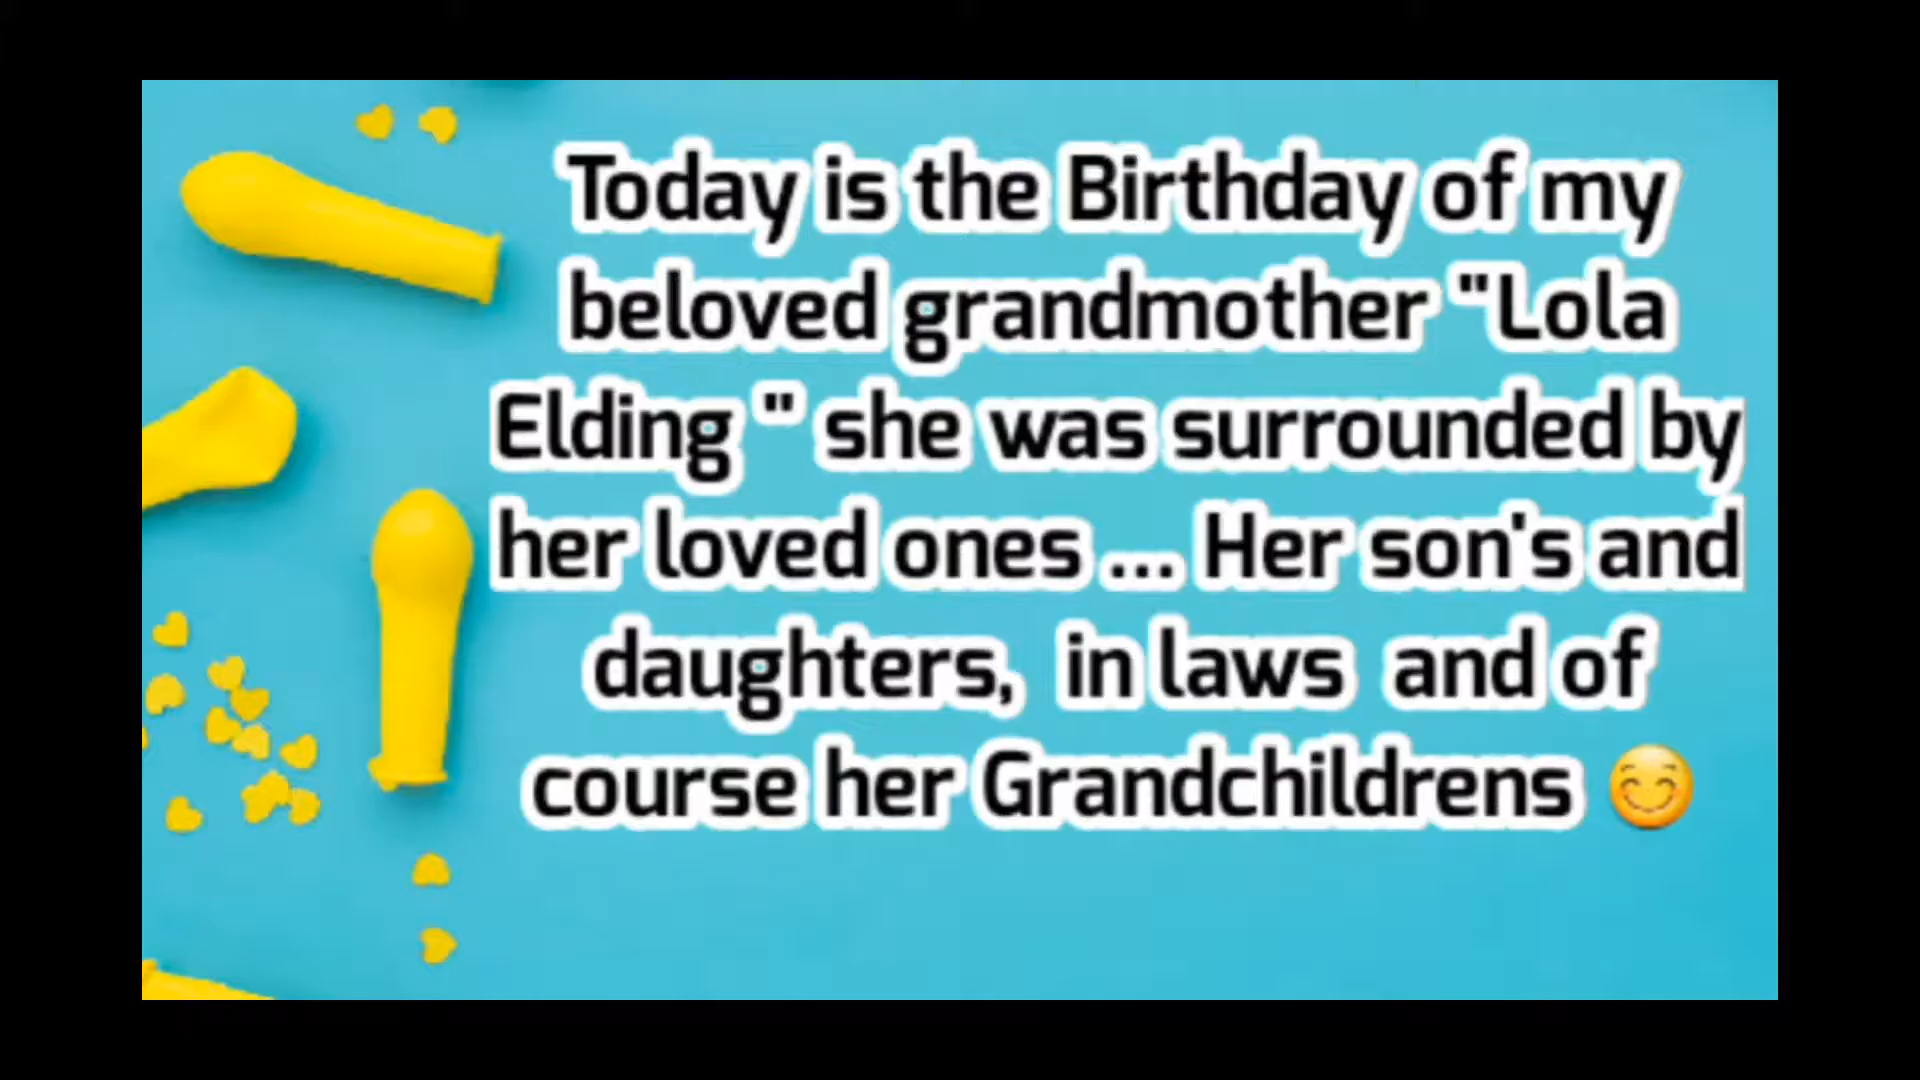 Today is the Birthday of my
beloved grandmother "Lola
Elding " she was surrounded by
her loved ones ... Her son's and
daughters,  in laws  and of
course her Grandchildrens 😊